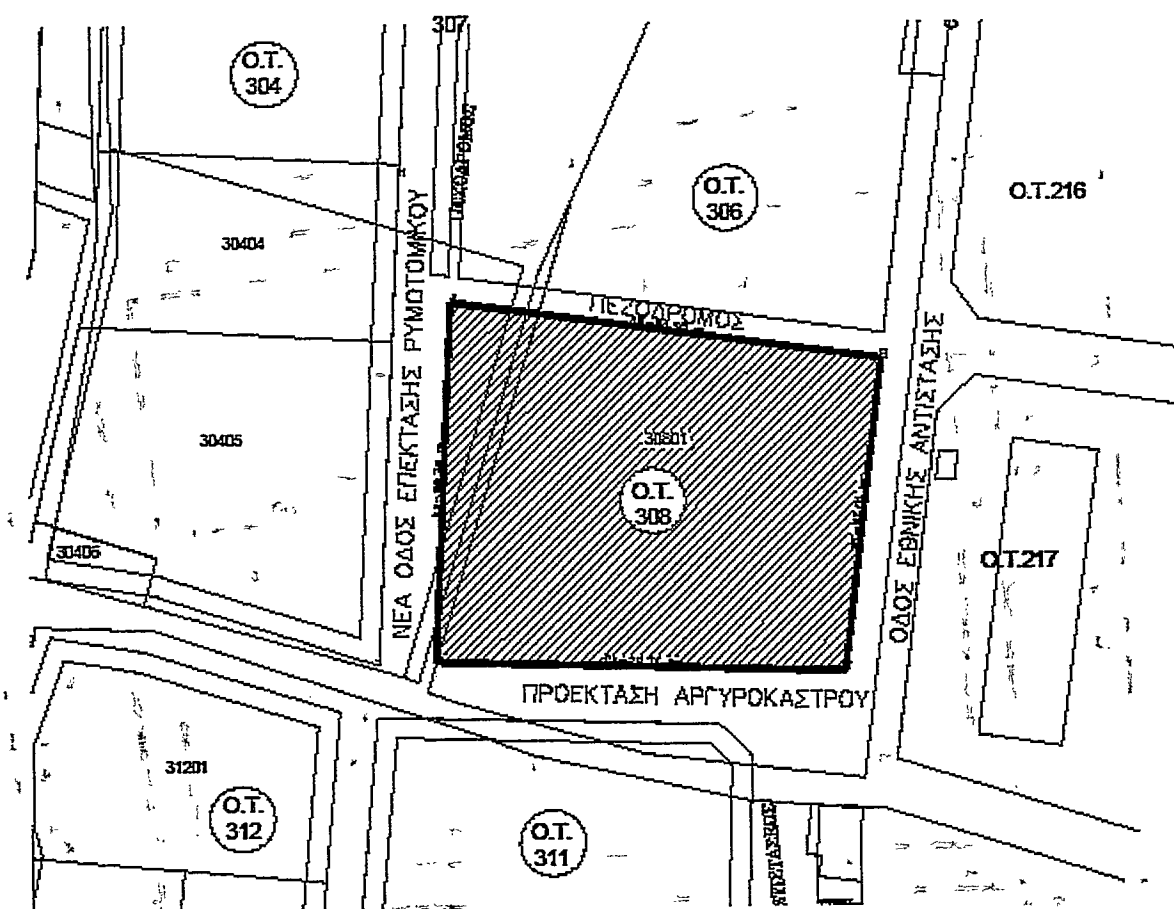 307
Ο.Τ.
304
ΠΕΖΟΔΡΟΜΟΣ
Ο.Τ.
306
Ο.Τ.216
30404
ΝΕΑ ΟΔΟΣ ΕΠΕΚΤΑΣΗΣ ΡΥΜΟΤΟΜΙΚΟΥ
ΠΕΖΟΔΡΟΜΟΣ
ΟΔΟΣ ΕΘΝΙΚΗΣ ΑΝΤΙΣΤΑΣΗΣ
30405
30801
Ο.Τ.
308
30406
Ο.Τ.217
ΠΡΟΕΚΤΑΣΗ ΑΡΓΥΡΟΚΑΣΤΡΟΥ
31201
Ο.Τ.
312
Ο.Τ.
311